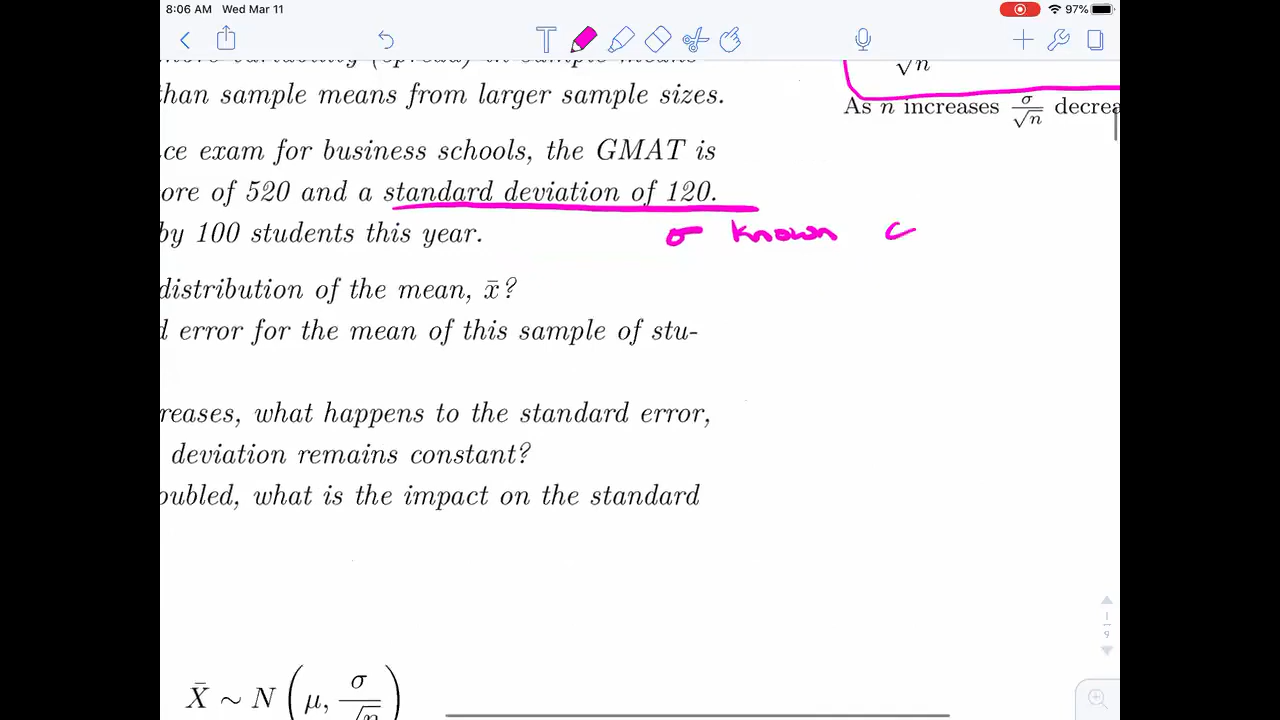 8:06 AM Wed Mar 11
97%
T
than sample means from larger sample sizes.
√n
As n increases σ/√n decrea
ce exam for business schools, the GMAT is
ore of 520 and a standard deviation of 120.
by 100 students this year.
σ known
distribution of the mean, x̄?
d error for the mean of this sample of stu-
reases, what happens to the standard error,
deviation remains constant?
oubled, what is the impact on the standard
1
9
X̄ ∼ N (μ, σ/√n)